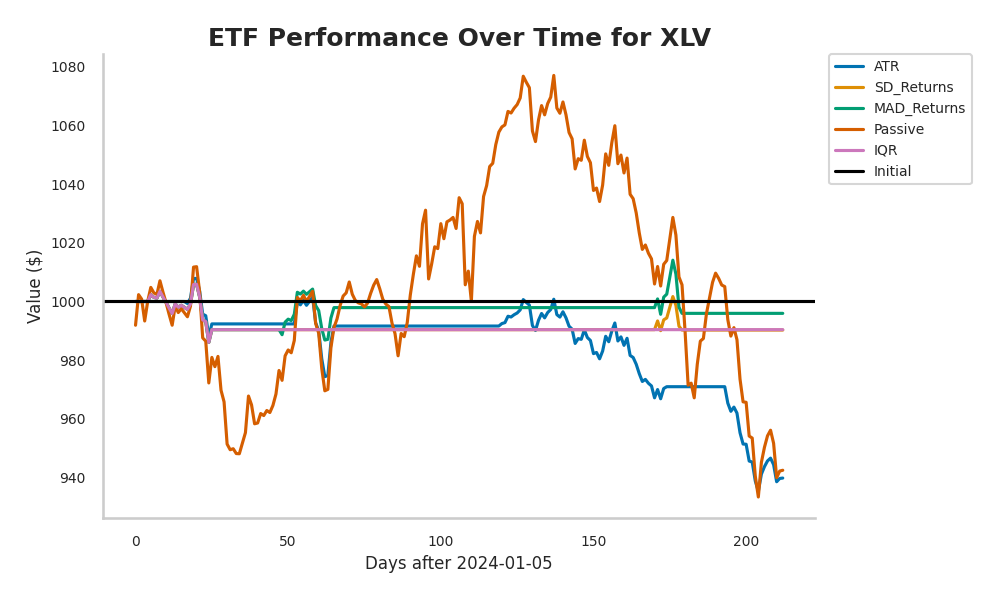 ETF Performance Over Time for XLV
1080
1060
1040
1020
1000
980
960
940
Value ($)
0 50 100 150 200
Days after 2024-01-05
ATR
SD_Returns
MAD_Returns
Passive
IQR
Initial